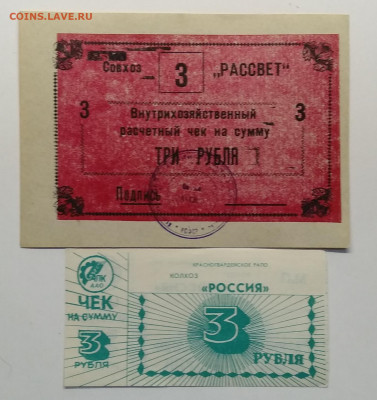 COINS.LAVE.RU
Совхоз 3 „РАССВЕТ"
3 3
Внутрихозяйственный
расчетный чек на сумму
ТРИ РУБЛЯ
Подпись
КРАСНОГВАРДЕЙСКОЕ РАПО
КОЛХОЗ
«РОССИЯ»
ЧЕК
НА СУММУ
3
РУБЛЯ
3
РУБЛЯ